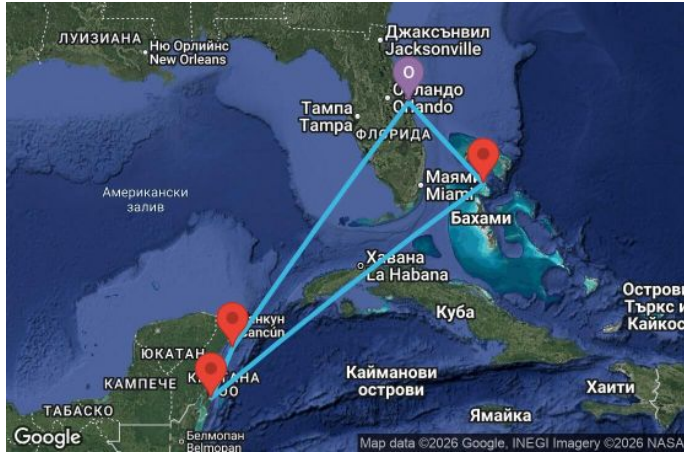 Джаксънвил
Jacksonville
ЛУИЗИАНА
Ню Орлийнс
New Orleans
O
Орландо
Orlando
Тампа
Tampa
ФЛОРИДА
Американски
залив
Маями
Miami
Бахами
Хавана
La Habana
Острови
Търкс и
Кайкос
Куба
Cancún
ЮКАТАН
КАМПЕЧЕ
Кайманови
острови
Хаити
ТАБАСКО
Ямайка
Белмопан
Belmopan
Google
Map data ©2026 Google, INEGI Imagery ©2026 NASA